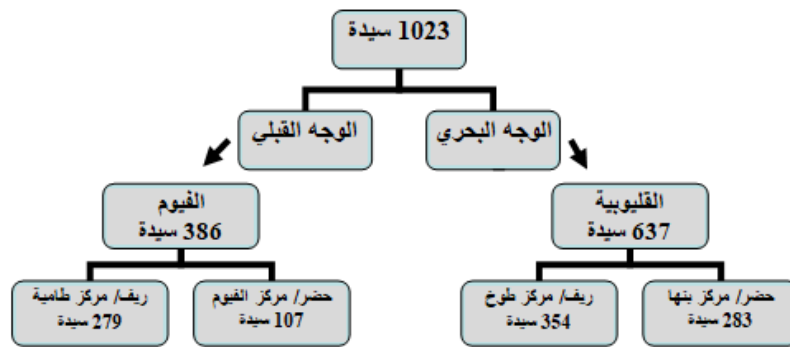 1023 سيدة
الوجه البحري
الوجه القبلي
القليوبية
637 سيدة
الفيوم
386 سيدة
حضر/ مركز بنها
283 سيدة
ريف/ مركز طوخ
354 سيدة
حضر/ مركز الفيوم
107 سيدة
ريف/ مركز طامية
279 سيدة